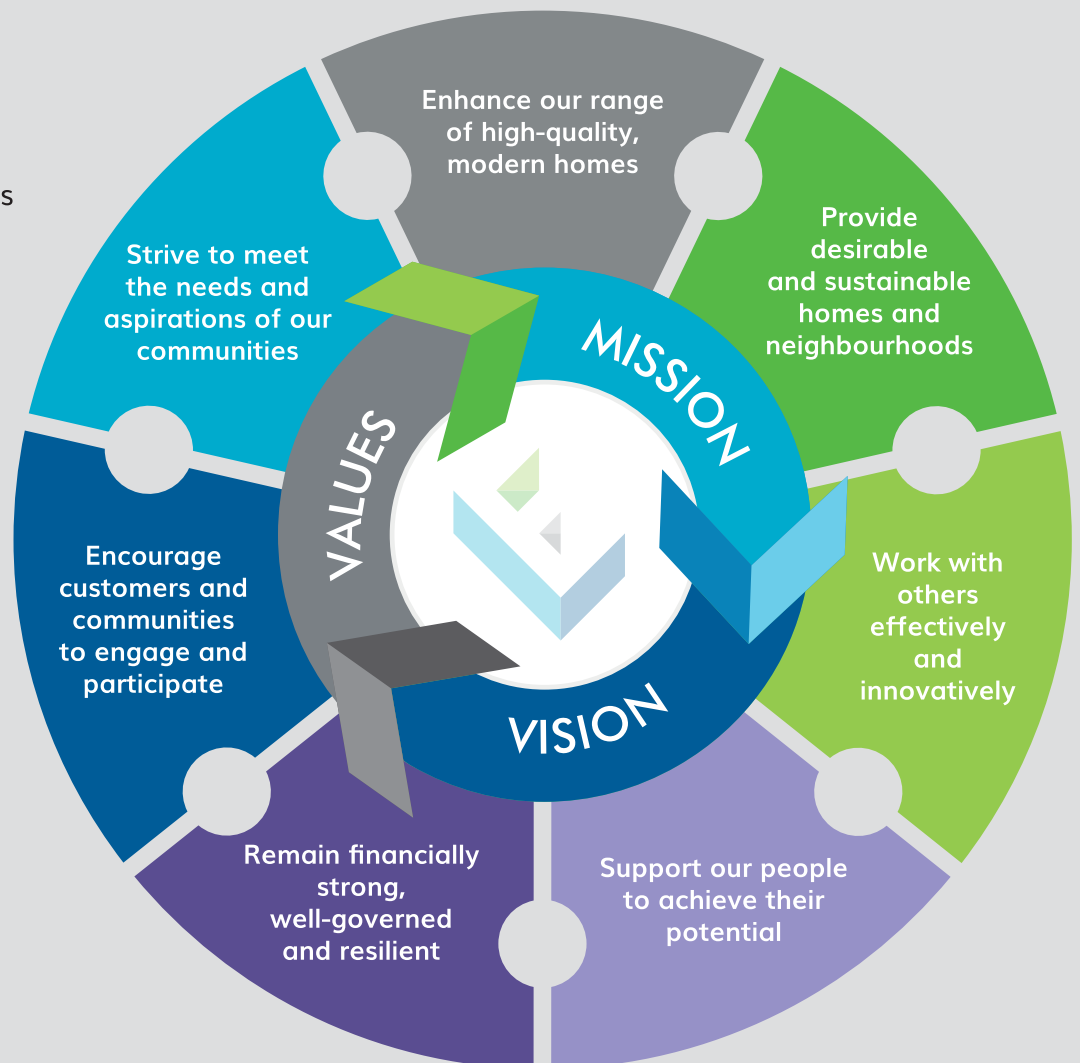 Enhance our range
of high-quality,
modern homes
Provide
desirable
and sustainable
homes and
neighbourhoods
Work with
others
effectively
and
innovatively
Support our people
to achieve their
potential
Remain financially
strong,
well-governed
and resilient
Encourage
customers and
communities
to engage and
participate
Strive to meet
the needs and
aspirations of our
communities
s
MISSION
VISION
VALUES